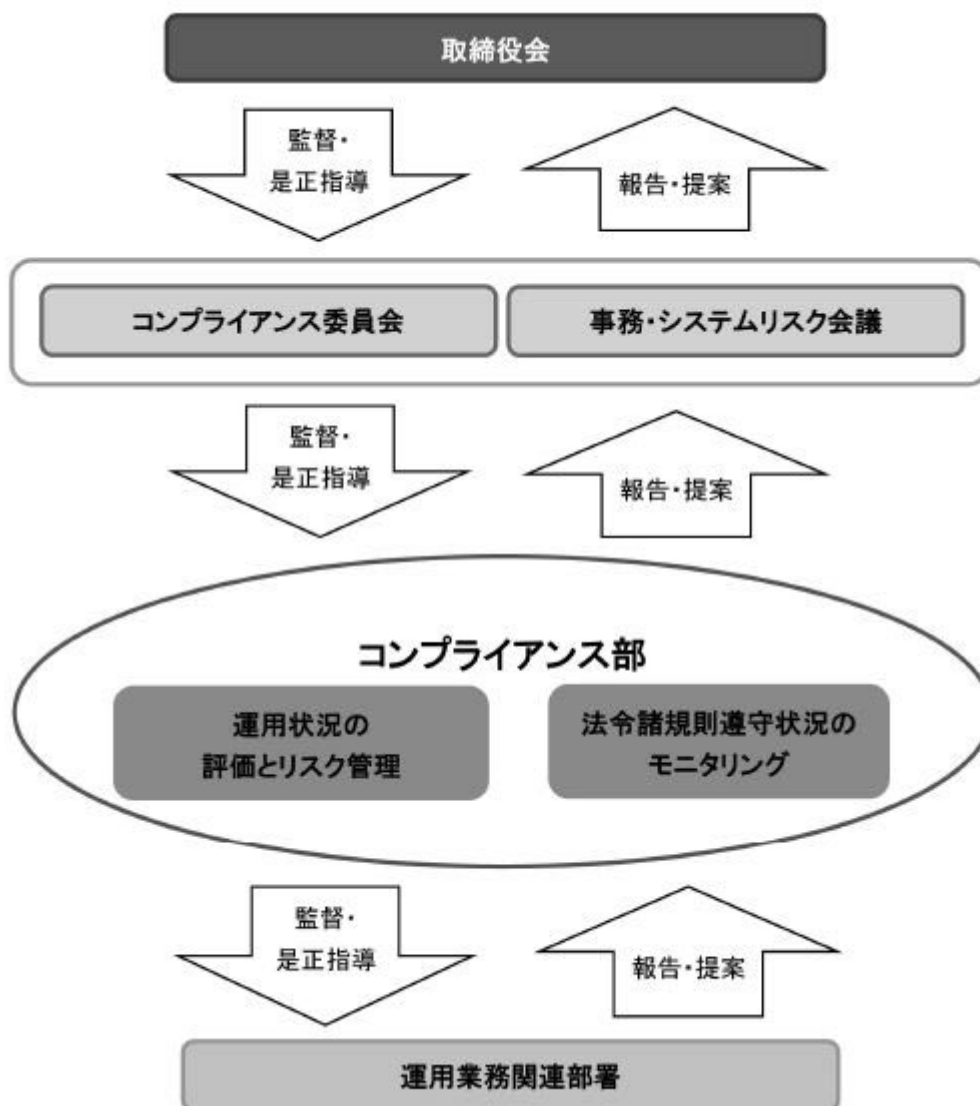 取締役会
監督・
是正指導
報告・提案
コンプライアンス委員会
事務・システムリスク会議
監督・
是正指導
報告・提案
コンプライアンス部
運用状況の
評価とリスク管理
法令諸規則遵守状況の
モニタリング
監督・
是正指導
報告・提案
運用業務関連部署